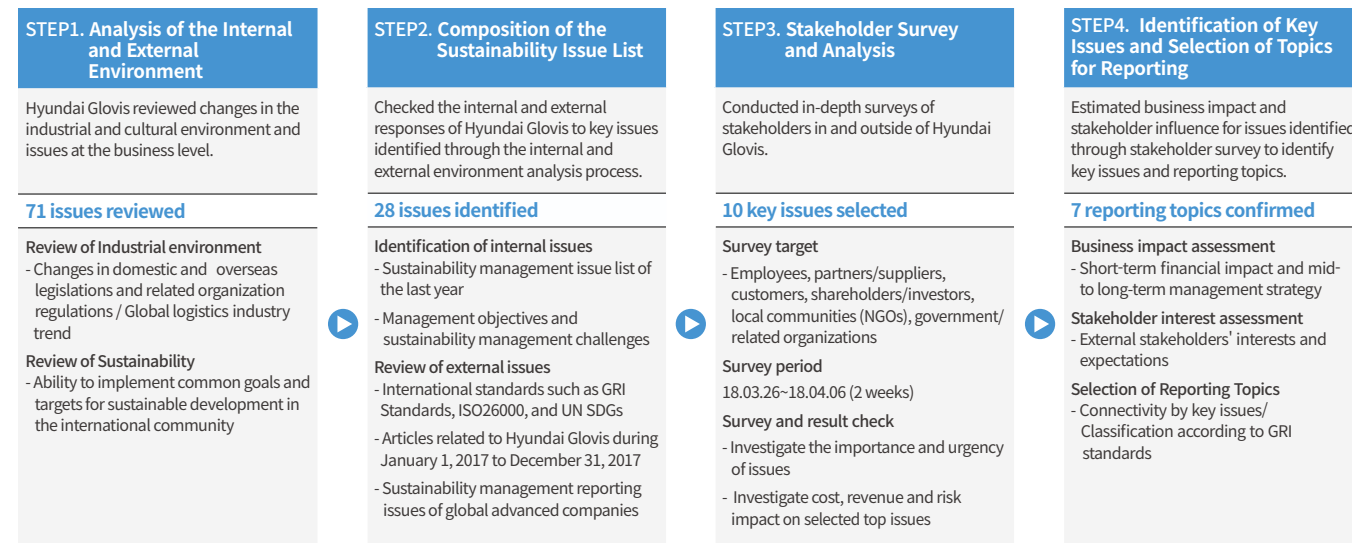 STEP1. Analysis of the Internal
and External
Environment
Hyundai Glovis reviewed changes in the
industrial and cultural environment and
issues at the business level.
71 issues reviewed
Review of Industrial environment
- Changes in domestic and overseas
legislations and related organization
regulations / Global logistics industry
trend
Review of Sustainability
- Ability to implement common goals and
targets for sustainable development in
the international community
STEP2. Composition of the
Sustainability Issue List
Checked the internal and external
responses of Hyundai Glovis to key issues
identified through the internal and
external environment analysis process.
28 issues identified
Identification of internal issues
- Sustainability management issue list of
the last year
- Management objectives and
sustainability management challenges
Review of external issues
- International standards such as GRI
Standards, ISO26000, and UN SDGs
- Articles related to Hyundai Glovis during
January 1, 2017 to December 31, 2017
- Sustainability management reporting
issues of global advanced companies
STEP3. Stakeholder Survey
and Analysis
Conducted in-depth surveys of
stakeholders in and outside of Hyundai
Glovis.
10 key issues selected
Survey target
- Employees, partners/suppliers,
customers, shareholders/investors,
local communities (NGOs), government/
related organizations
Survey period
18.03.26~18.04.06 (2 weeks)
Survey and result check
- Investigate the importance and urgency
of issues
- Investigate cost, revenue and risk
impact on selected top issues
STEP4. Identification of Key
Issues and Selection of Topics
for Reporting
Estimated business impact and
stakeholder influence for issues identified
through stakeholder survey to identify
key issues and reporting topics.
7 reporting topics confirmed
Business impact assessment
- Short-term financial impact and mid-
to long-term management strategy
Stakeholder interest assessment
- External stakeholders' interests and
expectations
Selection of Reporting Topics
- Connectivity by key issues/
Classification according to GRI
standards